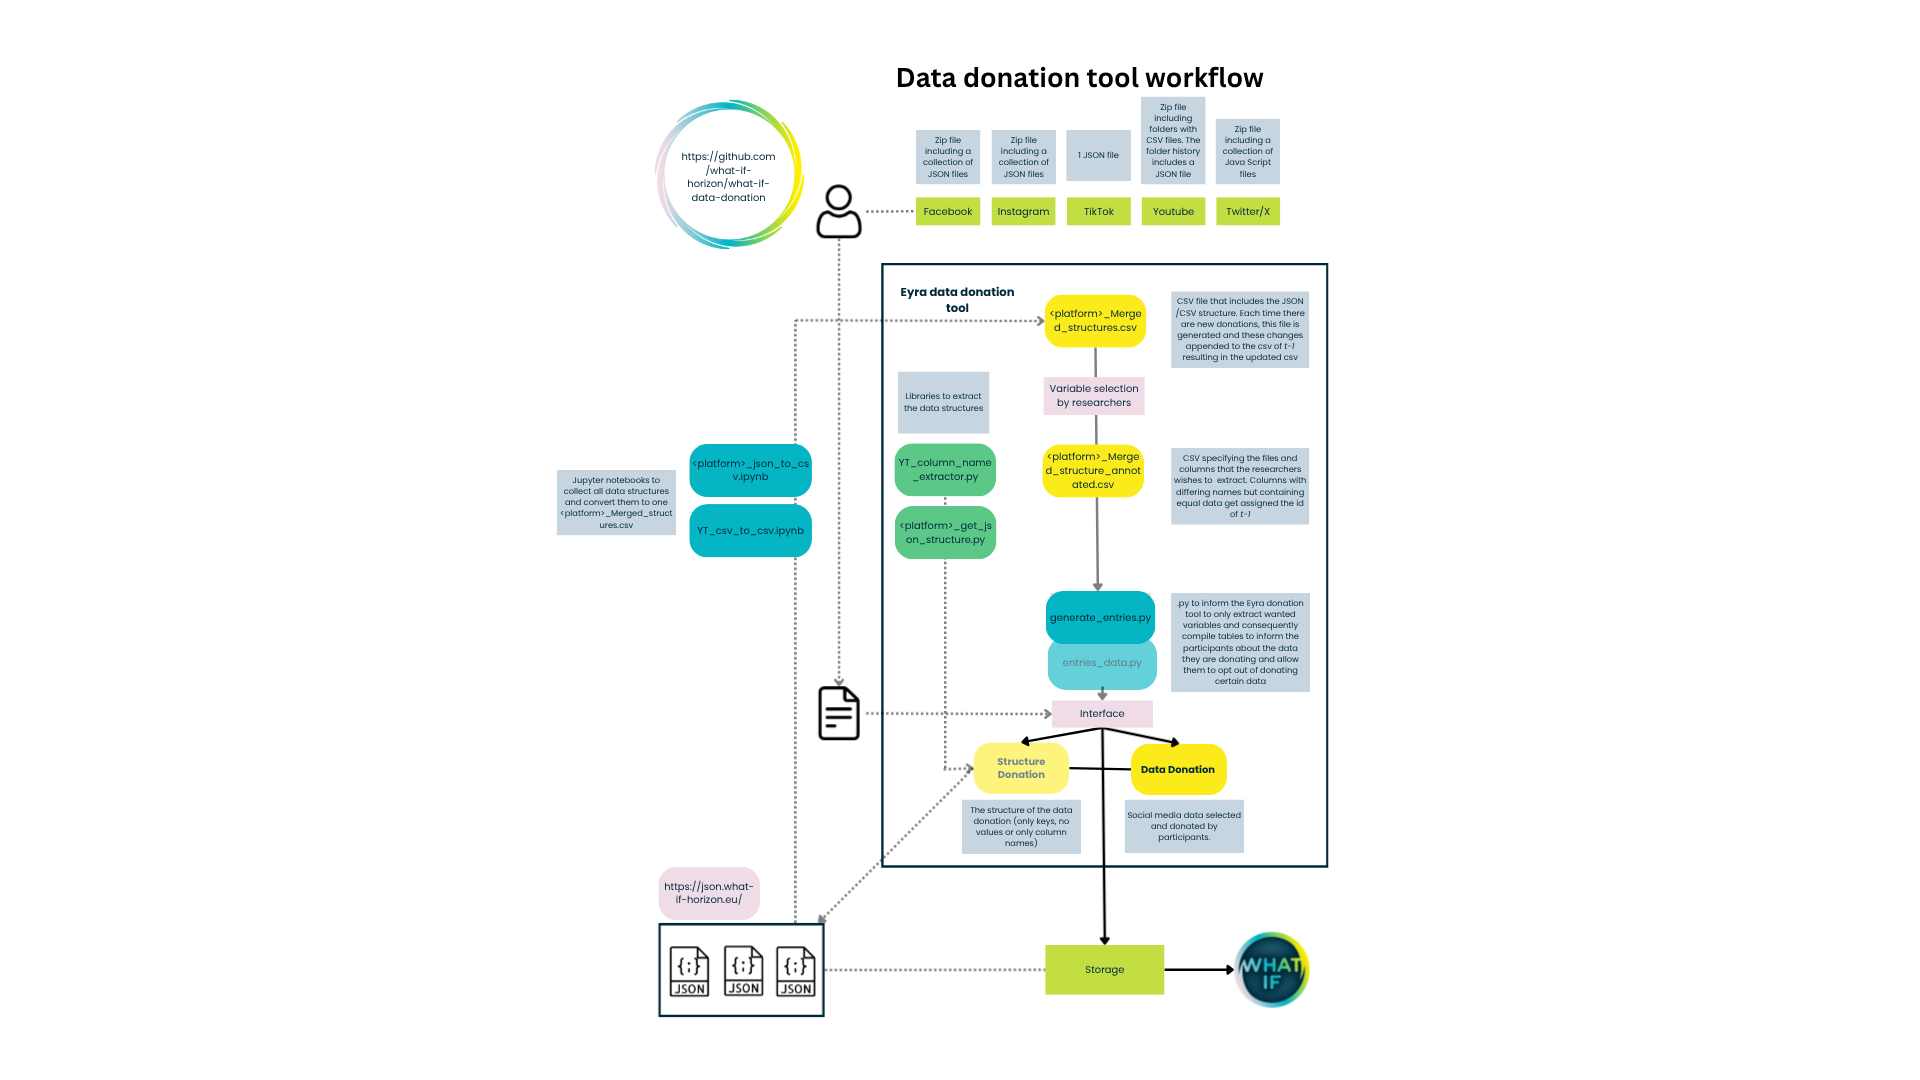 Data donation tool workflow
https://github.com
/what-if-
horizon/what-if-
data-donation
Zip file
including a
collection of
JSON files
Zip file
including a
collection of
JSON files
1 JSON file
Zip file
including
folders with
CSV files. The
folder history
includes a
JSON file
Zip file
including a
collection of
Java Script
files
Facebook
Instagram
TikTok
Youtube
Twitter/X
Eyra data donation
tool
<platform>_Merge
d_structures.csv
CSV file that includes the JSON
/CSV structure. Each time there
are new donations, this file is
generated and these changes
appended to the csv of t-1
resulting in the updated csv
Libraries to extract
the data structures
Variable selection
by researchers
Jupyter notebooks to
collect all data structures
and convert them to one
<platform>_Merged_struct
ures.csv
<platform>_json_to_cs
v.ipynb
YT_csv_to_csv.ipynb
YT_column_name
_extractor.py
<platform>_get_js
on_structure.py
<platform>_Merge
d_structure_annot
ated.csv
CSV specifying the files and
columns that the researchers
wishes to  extract. Columns with
differing names but containing
equal data get assigned the id
of t-1
generate_entries.py
entries_data.py
.py to inform the Eyra donation
tool to only extract wanted
variables and consequently
compile tables to inform the
participants about the data
they are donating and allow
them to opt out of donating
certain data
Interface
Structure
Donation
Data Donation
The structure of the data
donation (only keys, no
values or only column
names)
Social media data selected
and donated by
participants.
https://json.what-
if-horizon.eu/
{;}
JSON
{;}
JSON
{;}
JSON
Storage
WHAT
IF